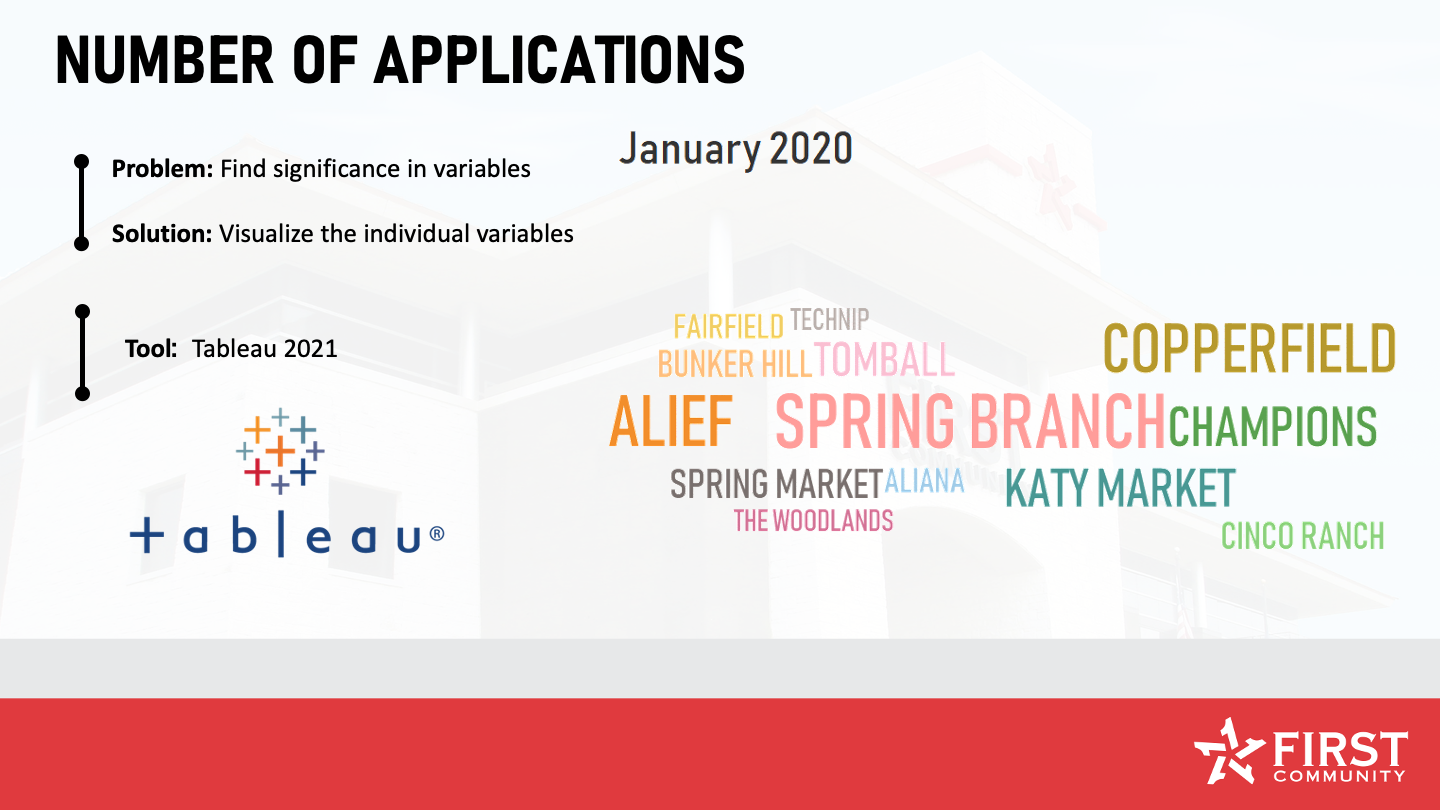 NUMBER OF APPLICATIONS
January 2020
Problem: Find significance in variables
Solution: Visualize the individual variables
Tool: Tableau 2021
+ableau®
FAIRFIELD TECHNIP
BUNKER HILL TOMBALL
COPPERFIELD
ALIEF SPRING BRANCH CHAMPIONS
SPRING MARKET ALIANA KATY MARKET
THE WOODLANDS
CINCO RANCH
FIRST
COMMUNITY